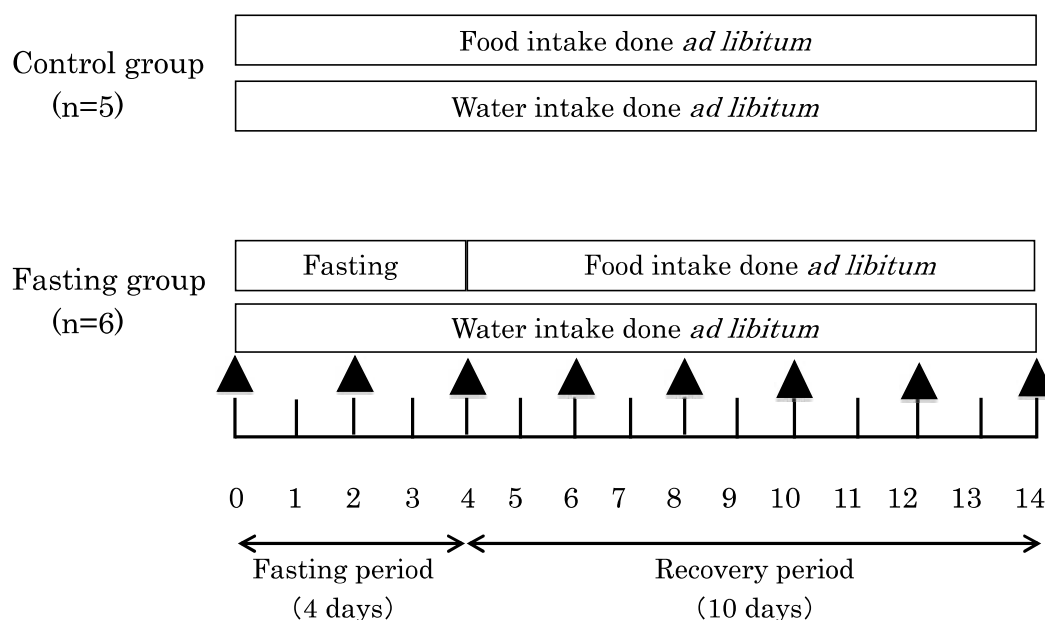 Food intake done ad libitum
Control group
(n=5)
Water intake done ad libitum
Fasting
Food intake done ad libitum
Fasting group
(n=6)
Water intake done ad libitum
0 1 2 3 4 5 6 7 8 9 10 11 12 13 14
Fasting period
(4 days)
Recovery period
(10 days)